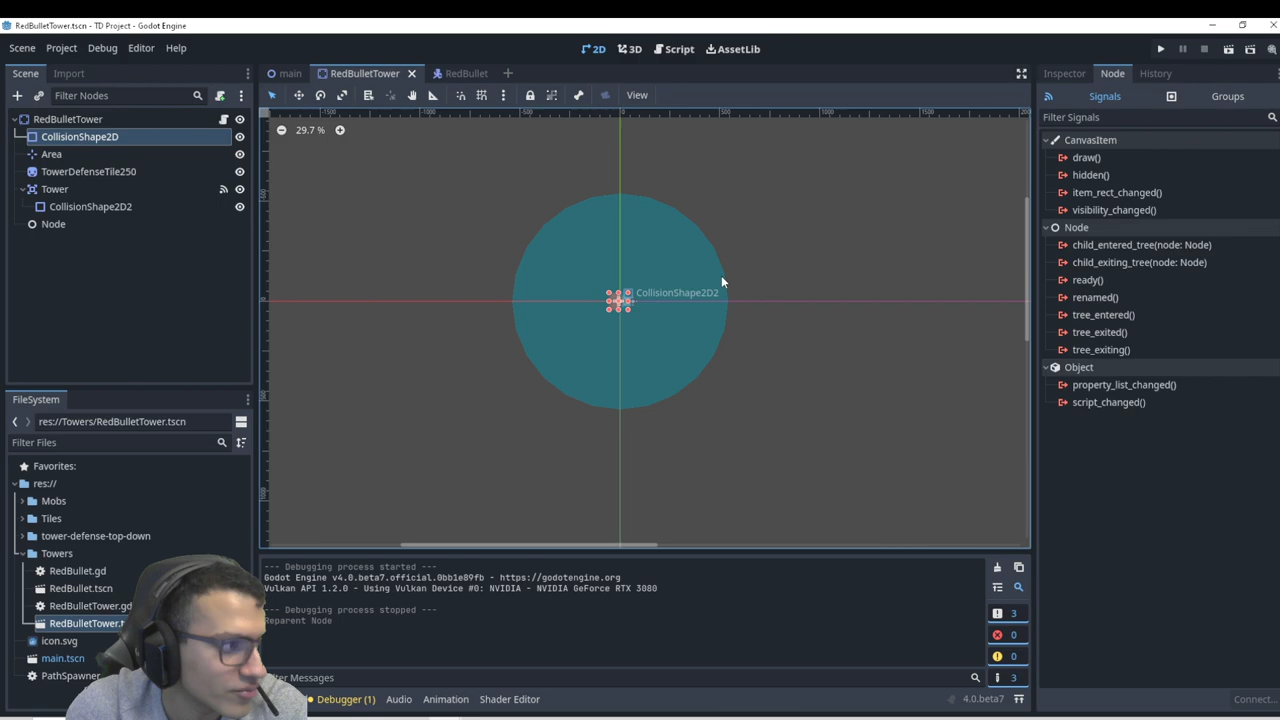 RedBulletTower.tscn - TD Project - Godot Engine
Scene Project Debug Editor Help
2D 3D Script AssetLib
Scene Import
main RedBulletTower RedBullet
Inspector Node History
Filter Nodes
View
Signals Groups
Filter Signals
29.7 %
RedBulletTower
CollisionShape2D
Area
TowerDefenseTile250
Tower
CollisionShape2D2
Node
CollisionShape2D2
CanvasItem
draw()
hidden()
item_rect_changed()
visibility_changed()
Node
child_entered_tree(node: Node)
child_exiting_tree(node: Node)
ready()
renamed()
tree_entered()
tree_exited()
tree_exiting()
Object
property_list_changed()
script_changed()
FileSystem
res://Towers/RedBulletTower.tscn
Filter Files
Favorites:
res://
Mobs
Tiles
tower-defense-top-down
Towers
RedBullet.gd
RedBullet.tscn
RedBulletTower.gd
RedBulletTower.t
icon.svg
main.tscn
PathSpawner
--- Debugging process started ---
Godot Engine v4.0.beta7.official.0bb1e89fb - https://godotengine.org
Vulkan API 1.2.0 - Using Vulkan Device #0: NVIDIA - NVIDIA GeForce RTX 3080
--- Debugging process stopped ---
Reparent Node
3
0
0
3
Messages
Debugger (1) Audio Animation Shader Editor
4.0.beta7
Connect...